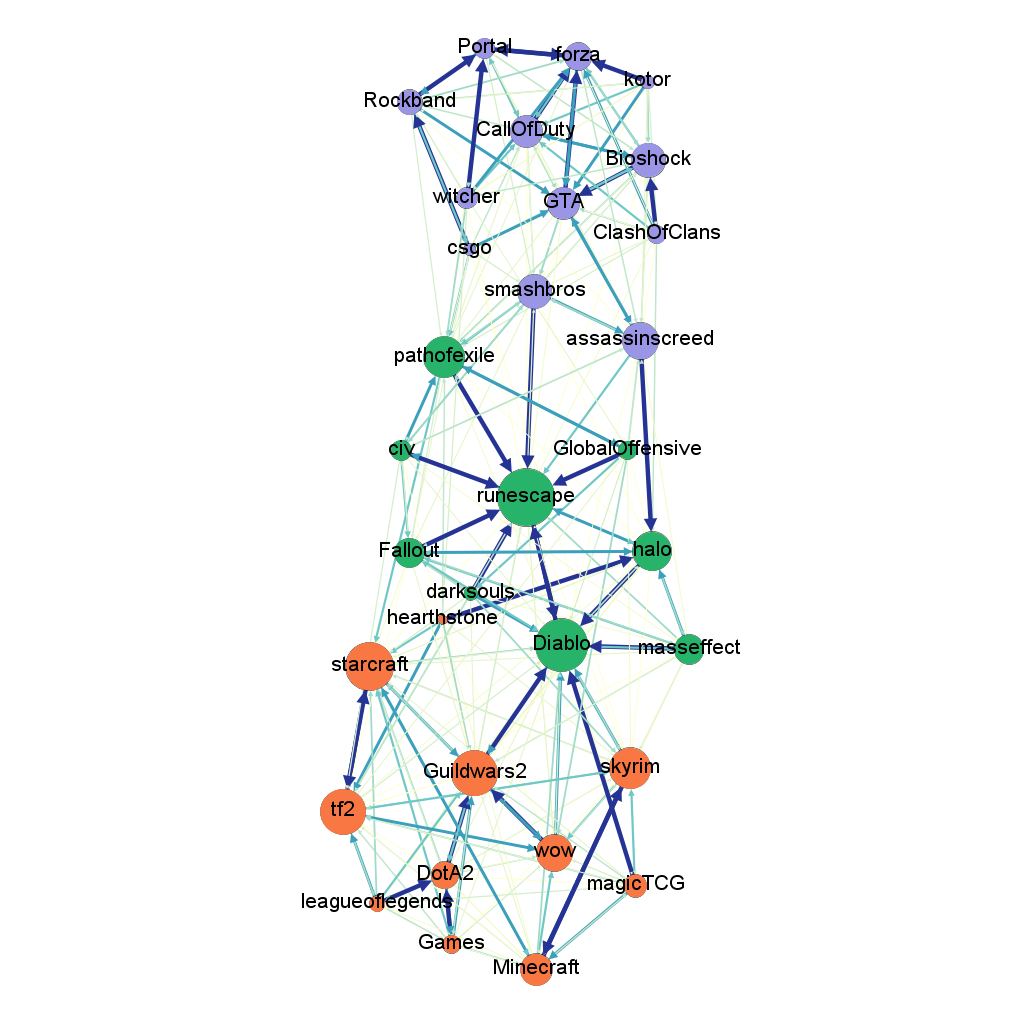 Portal
forza
kotor
Rockband
CallOfDuty
Bioshock
witcher
GTA
ClashOfClans
csgo
smashbros
assassinscreed
pathofexile
civ
GlobalOffensive
runescape
Fallout
halo
darksouls
hearthstone
Diablo
masseffect
starcraft
Guildwars2
skyrim
tf2
wow
DotA2
magicTCG
leagueoflegends
Games
Minecraft